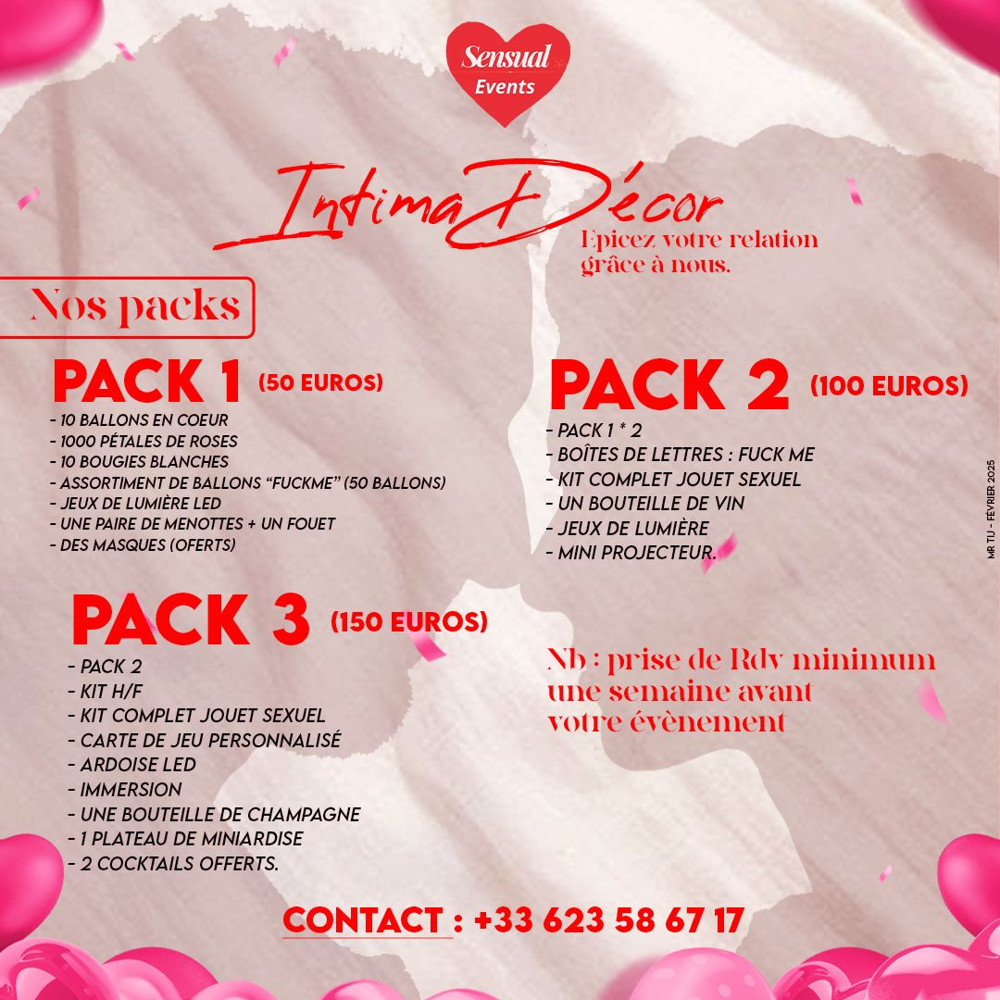 Sensual
Events
Intima Décor
Epicez votre relation
grâce à nous.
Nos packs
PACK 1 (50 EUROS)
- 10 BALLONS EN COEUR
- 1000 PÉTALES DE ROSES
- 10 BOUGIES BLANCHES
- ASSORTIMENT DE BALLONS “FUCKME” (50 BALLONS)
- JEUX DE LUMIÈRE LED
- UNE PAIRE DE MENOTTES + UN FOUET
- DES MASQUES (OFERTS)
PACK 2 (100 EUROS)
- PACK 1 * 2
- BOÎTES DE LETTRES : FUCK ME
- KIT COMPLET JOUET SEXUEL
- UN BOUTEILLE DE VIN
- JEUX DE LUMIÈRE
- MINI PROJECTEUR.
MR TIJ - FÉVRIER 2025
PACK 3 (150 EUROS)
- PACK 2
- KIT H/F
- KIT COMPLET JOUET SEXUEL
- CARTE DE JEU PERSONNALISÉ
- ARDOISE LED
- IMMERSION
- UNE BOUTEILLE DE CHAMPAGNE
- 1 PLATEAU DE MINIARDISE
- 2 COCKTAILS OFFERTS.
Nb : prise de Rdv minimum
une semaine avant
votre évènement
CONTACT : +33 623 58 67 17